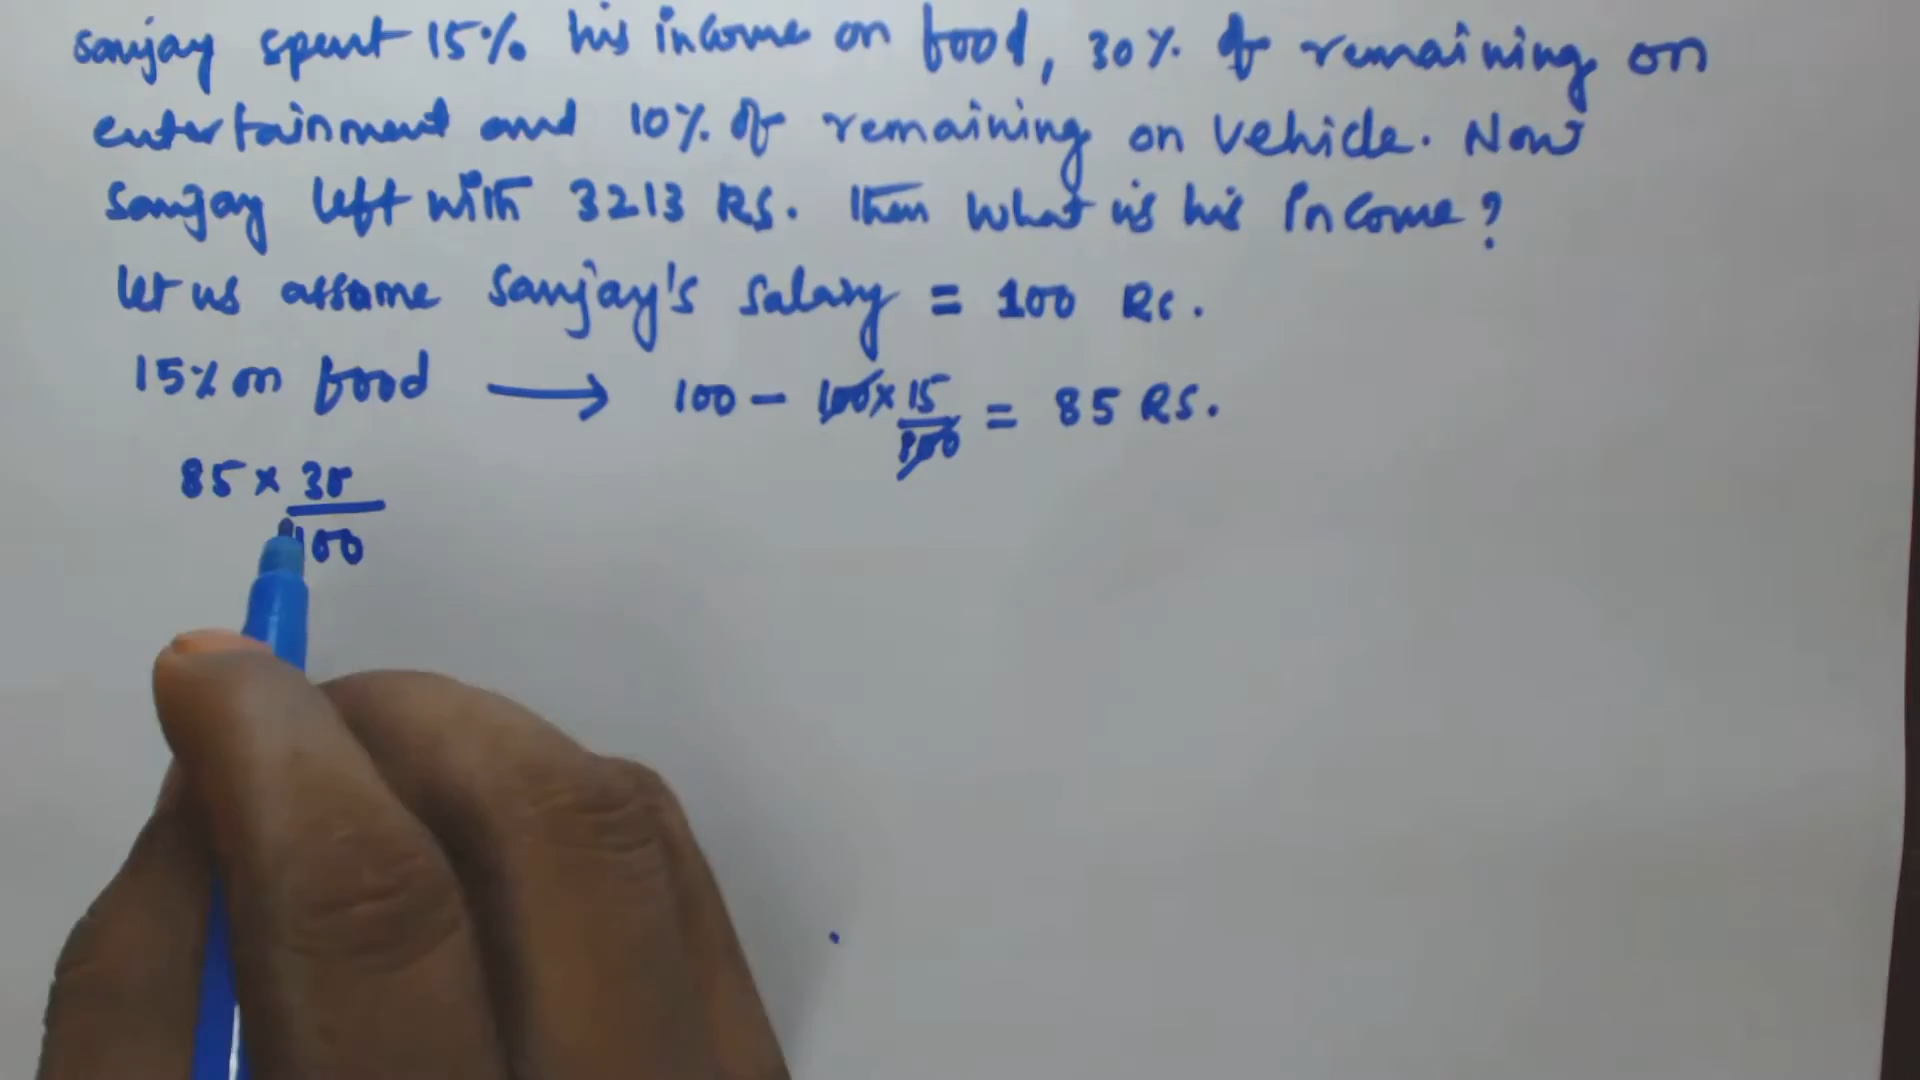 Sanjay spent 15% his income on food, 30% of remaining on
entertainment and 10% of remaining on vehicle. Now
Sanjay left with 3213 RS. Then what is his Income?
let us assume Sanjay's salary = 100 Rs.
15% on food → 100 - 100 × 15/100 = 85 RS.
85 × 30/100